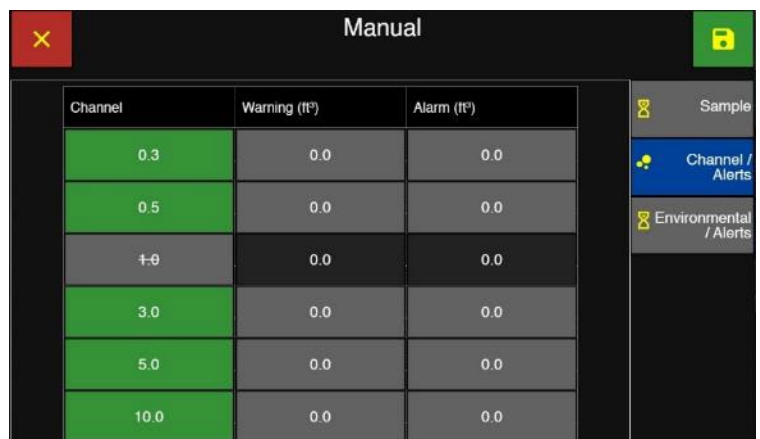 Manual
Channel Warning (ft³) Alarm (ft³)
0.3 0.0 0.0
0.5 0.0 0.0
1.0 0.0 0.0
3.0 0.0 0.0
5.0 0.0 0.0
10.0 0.0 0.0
Sample
Channel /
Alerts
Environmental
/ Alerts